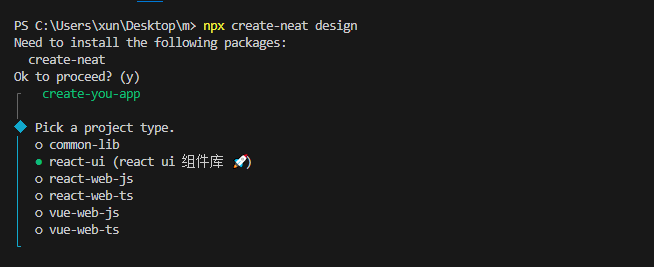 PS C:\Users\xun\Desktop\m> npx create-neat design
Need to install the following packages:
  create-neat
Ok to proceed? (y)
create-you-app
Pick a project type.
common-lib
react-ui (react ui 组件库 🚀)
react-web-js
react-web-ts
vue-web-js
vue-web-ts